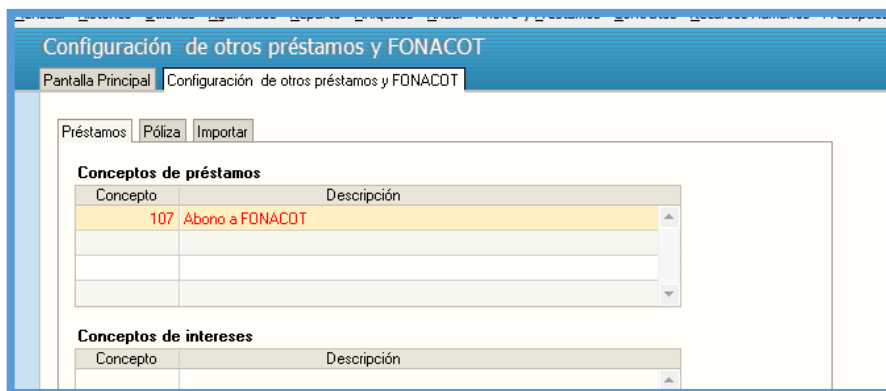 Configuración de otros préstamos y FONACOT
Pantalla Principal Configuración de otros préstamos y FONACOT
Préstamos Póliza Importar
Conceptos de préstamos
Concepto Descripción
107 Abono a FONACOT
Conceptos de intereses
Concepto Descripción